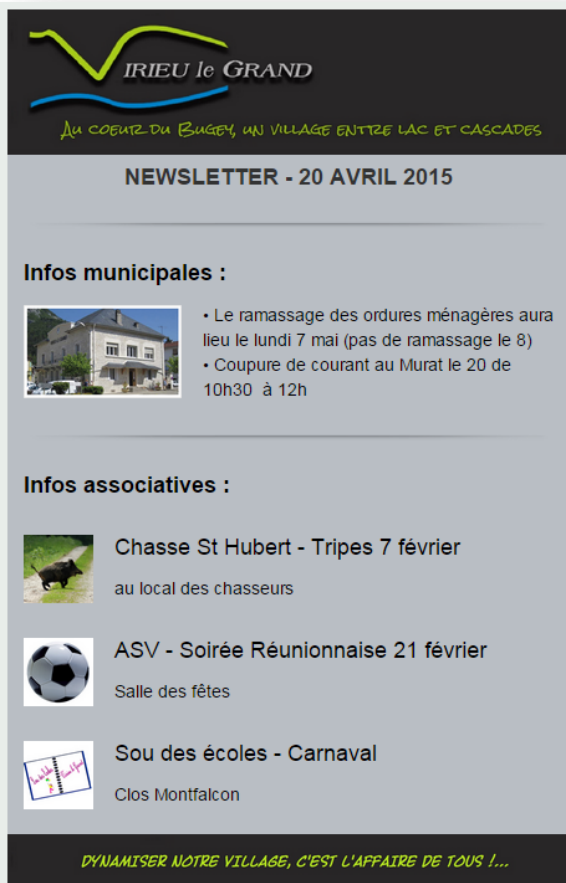 VIRIEU le GRAND
Au coeur du Bugey, un village entre lac et cascades
NEWSLETTER - 20 AVRIL 2015
Infos municipales :
• Le ramassage des ordures ménagères aura
lieu le lundi 7 mai (pas de ramassage le 8)
• Coupure de courant au Murat le 20 de
10h30 à 12h
Infos associatives :
Chasse St Hubert - Tripes 7 février
au local des chasseurs
ASV - Soirée Réunionnaise 21 février
Salle des fêtes
Sou des écoles - Carnaval
Clos Montfalcon
DYNAMISER NOTRE VILLAGE, C'EST L'AFFAIRE DE TOUS !...